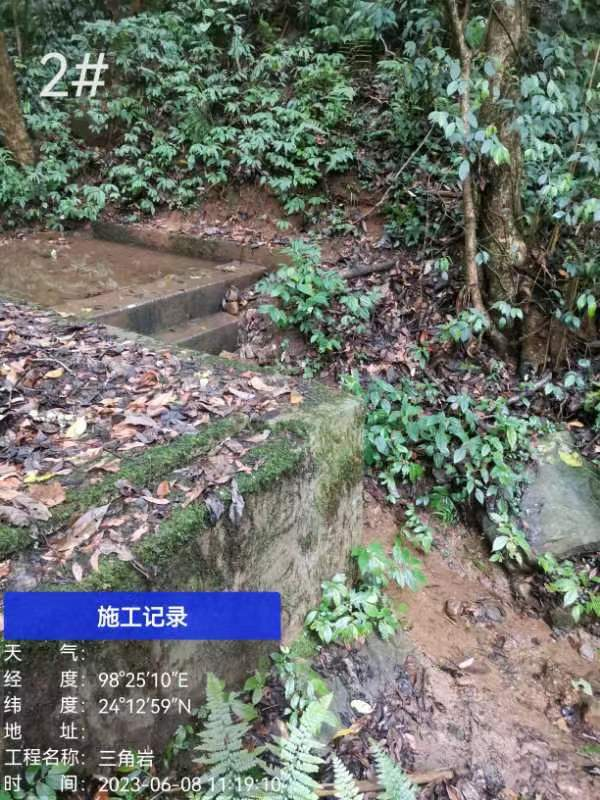 2#
施工记录
天 气:
经 度: 98°25′10″E
纬 度: 24°12′59″N
地 址:
工程名称: 三角岩
时 间: 2023-06-08 11:19:10